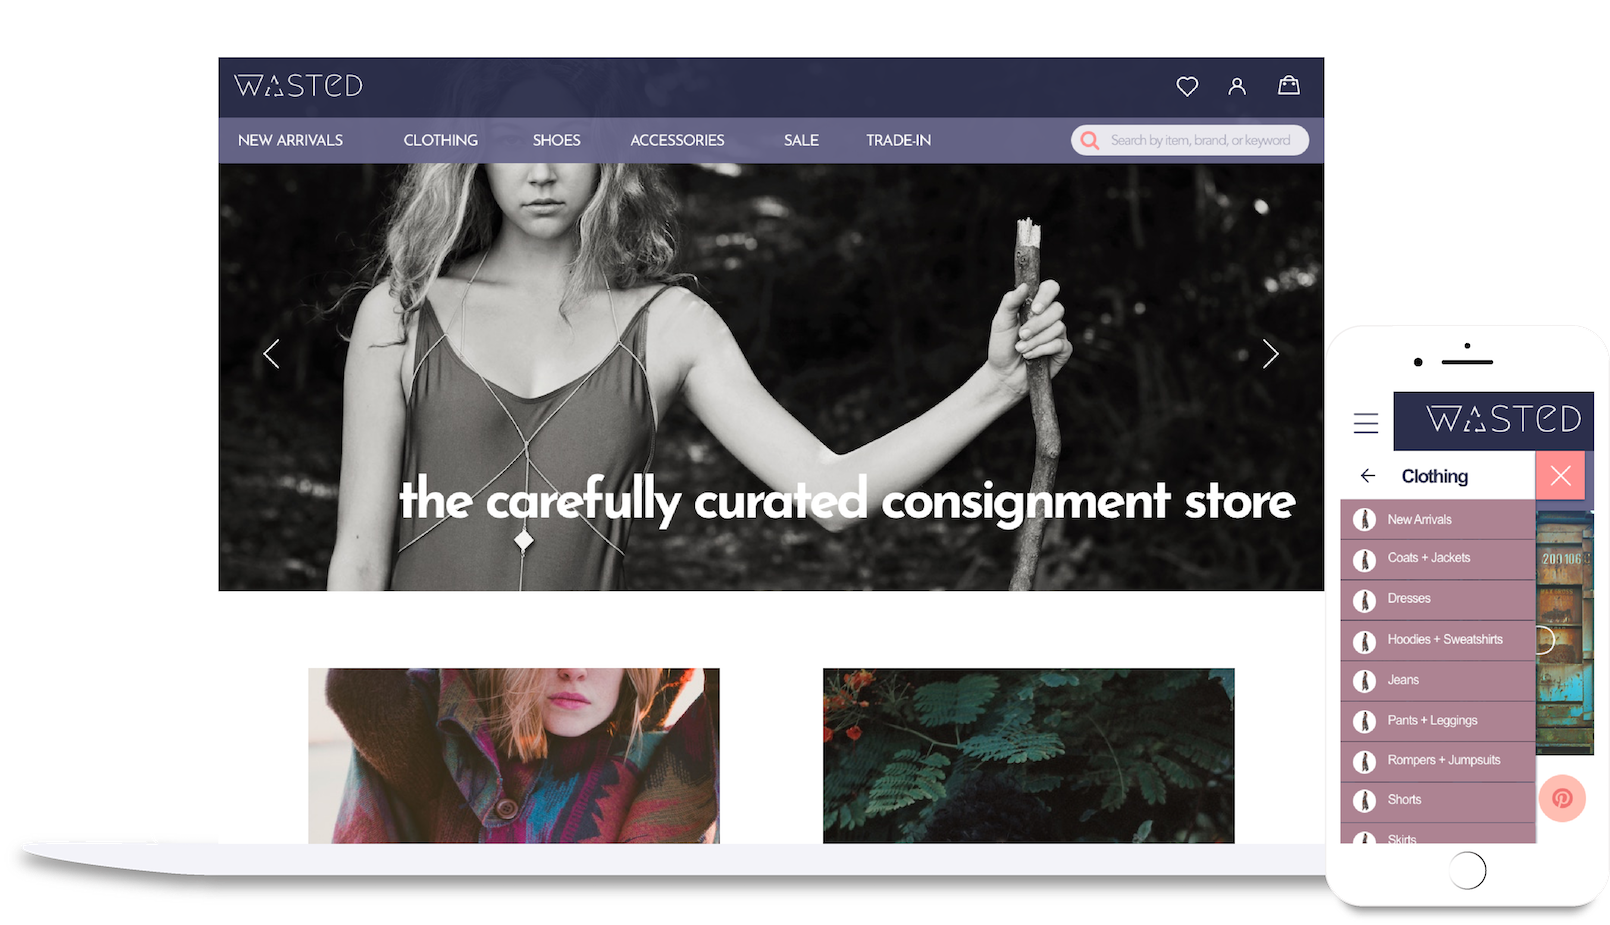 WASTED
NEW ARRIVALS CLOTHING SHOES ACCESSORIES SALE TRADE-IN Search by item, brand, or keyword
the carefully curated consignment store
WASTED
Clothing
New Arrivals
Coats + Jackets
200106
Dresses
Hoodies + Sweatshirts
Jeans
Pants + Leggings
Rompers + Jumpsuits
Shorts
Skirts